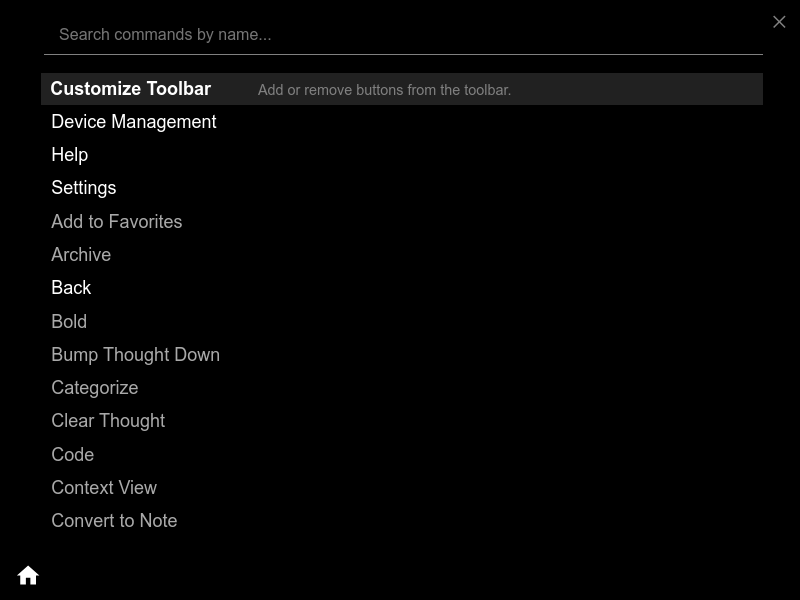 Search commands by name...
Customize Toolbar Add or remove buttons from the toolbar.
Device Management
Help
Settings
Add to Favorites
Archive
Back
Bold
Bump Thought Down
Categorize
Clear Thought
Code
Context View
Convert to Note